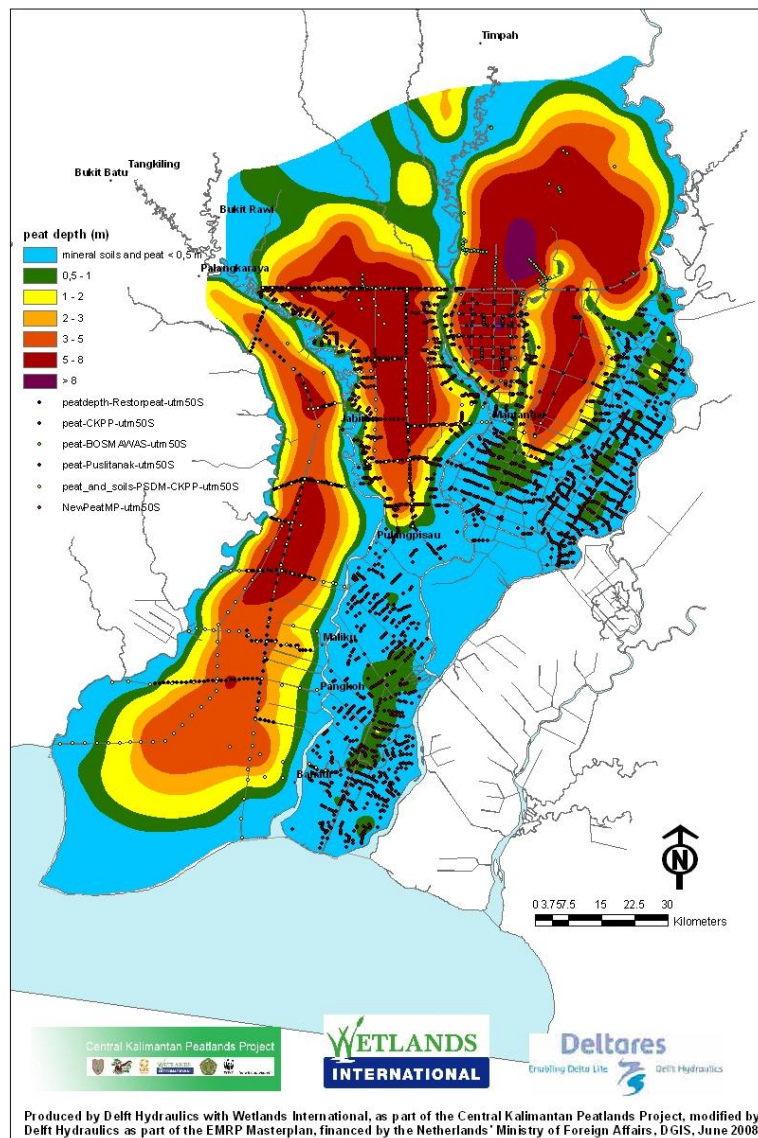 Timpah
Tangkiling
Bukit Batu
Bukit Rawi
peat depth (m)
mineral soils and peat < 0,5 m
0,5 - 1
1 - 2
2 - 3
3 - 5
5 - 8
> 8
Palangkaraya
peatdepth-Restorpeat-utm50S
peat-CKPP-utm50S
peat-BOSMAWAS-utm50S
peat-Puslitanak-utm50S
peat_and_soils-PSDM-CKPP-utm50S
NewPeatMP-utm50S
Jabiren
Mantangai
Pulangpisau
Maliku
Pangkoh
Bahaur
N
0 3.75 7.5 15 22.5 30
Kilometers
Central Kalimantan Peatlands Project
WETLANDS
INTERNATIONAL
Deltares
Enabling Delta Life
Delft Hydraulics
Produced by Delft Hydraulics with Wetlands International, as part of the Central Kalimantan Peatlands Project, modified by
Delft Hydraulics as part of the EMRP Masterplan, financed by the Netherlands' Ministry of Foreign Affairs, DGIS, June 2008